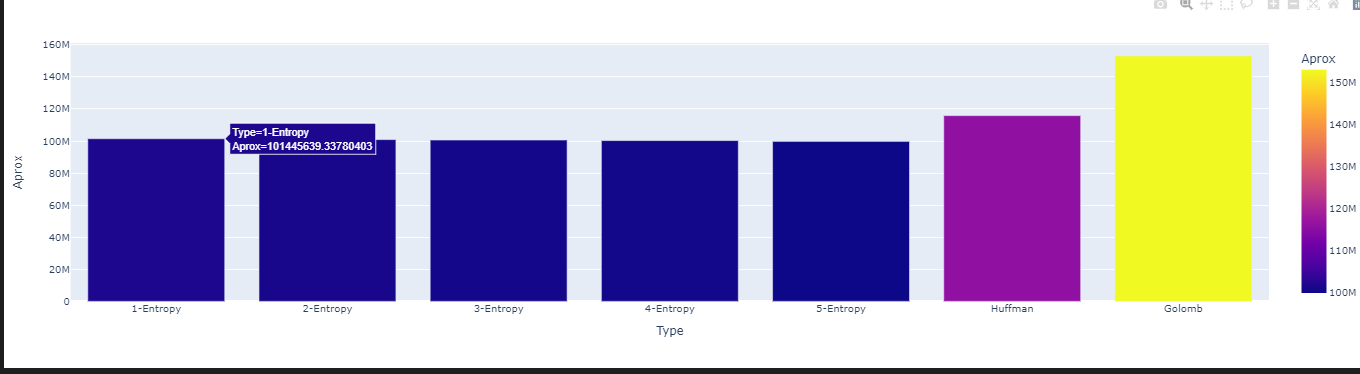 160M
140M
120M
100M
80M
60M
40M
20M
0
Aprox
Type=1-Entropy
Aprox=101445639.33780403
1-Entropy
2-Entropy
3-Entropy
4-Entropy
5-Entropy
Huffman
Golomb
Type
Aprox
150M
140M
130M
120M
110M
100M